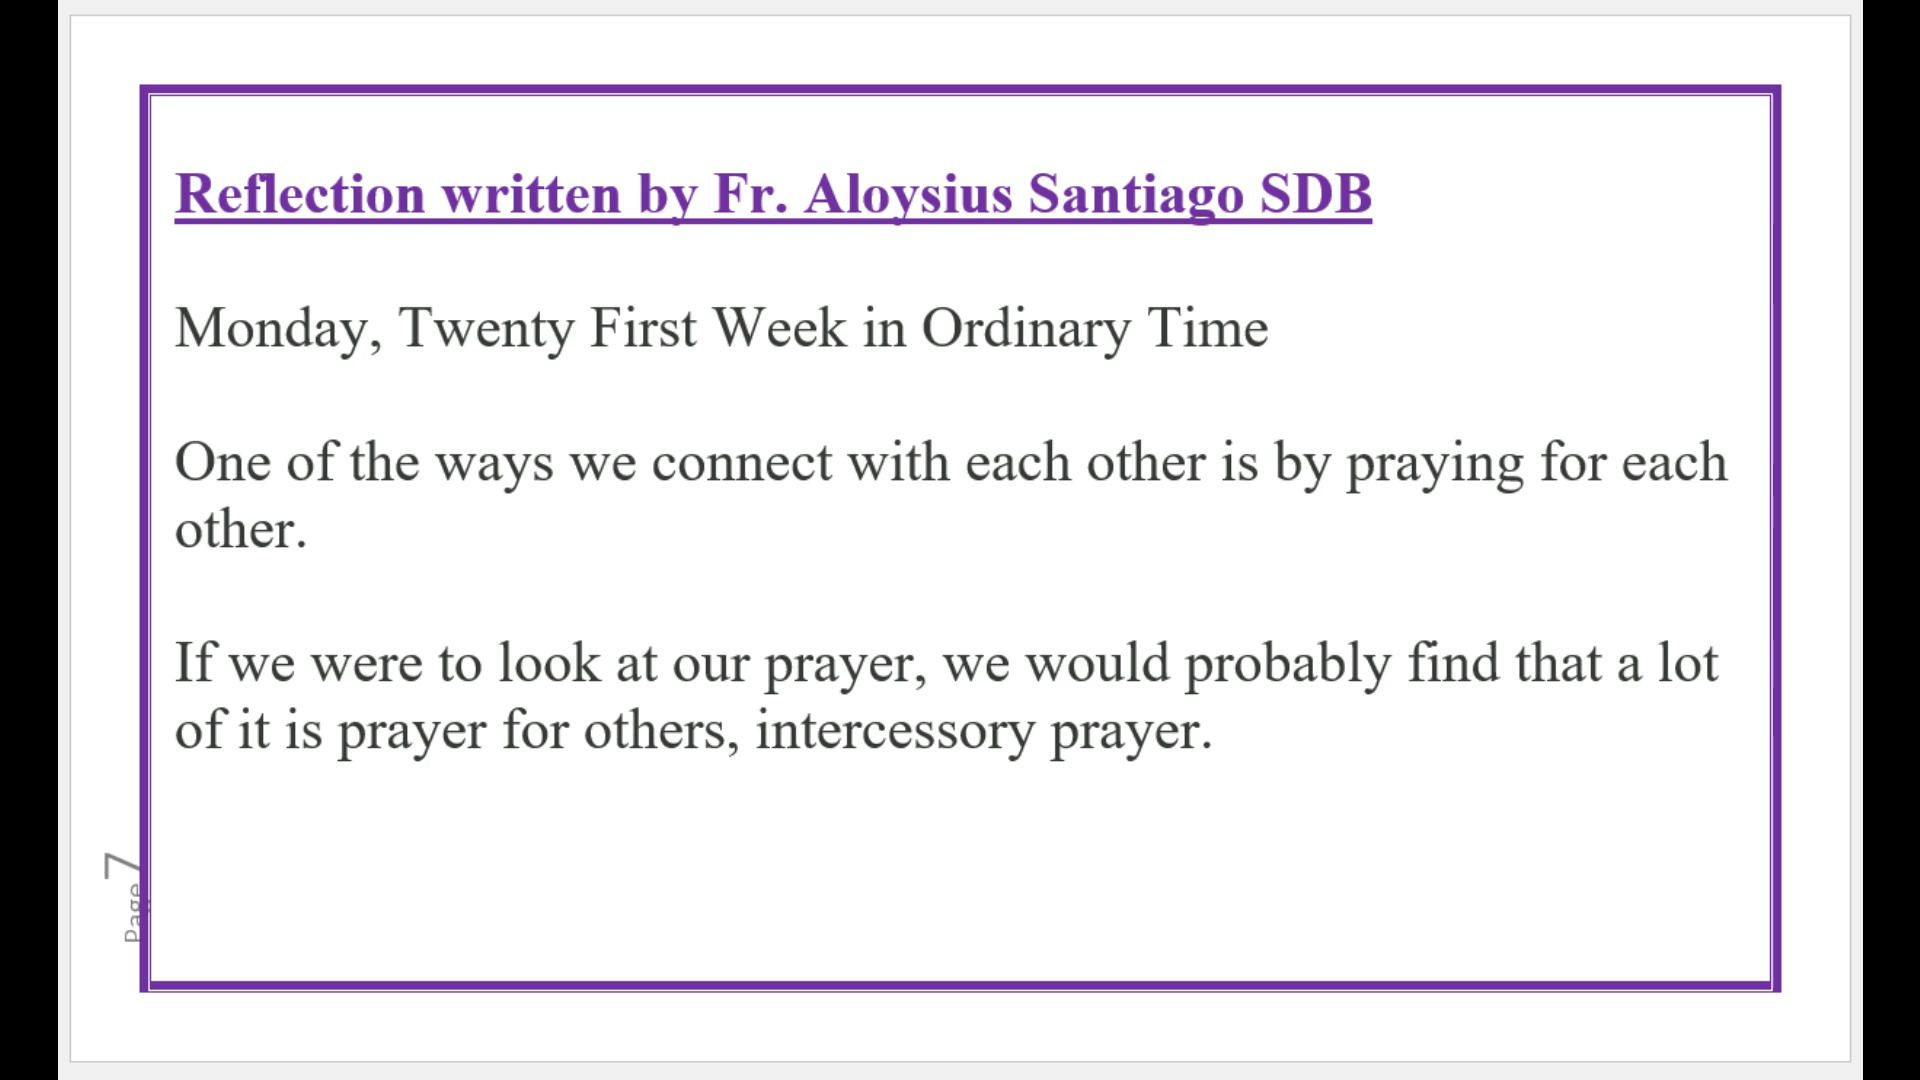 Reflection written by Fr. Aloysius Santiago SDB
Monday, Twenty First Week in Ordinary Time
One of the ways we connect with each
other is by praying for each
other.
If we were to look at our prayer, we would probably find that a lot
of it is prayer for others, intercessory prayer.
Page 7